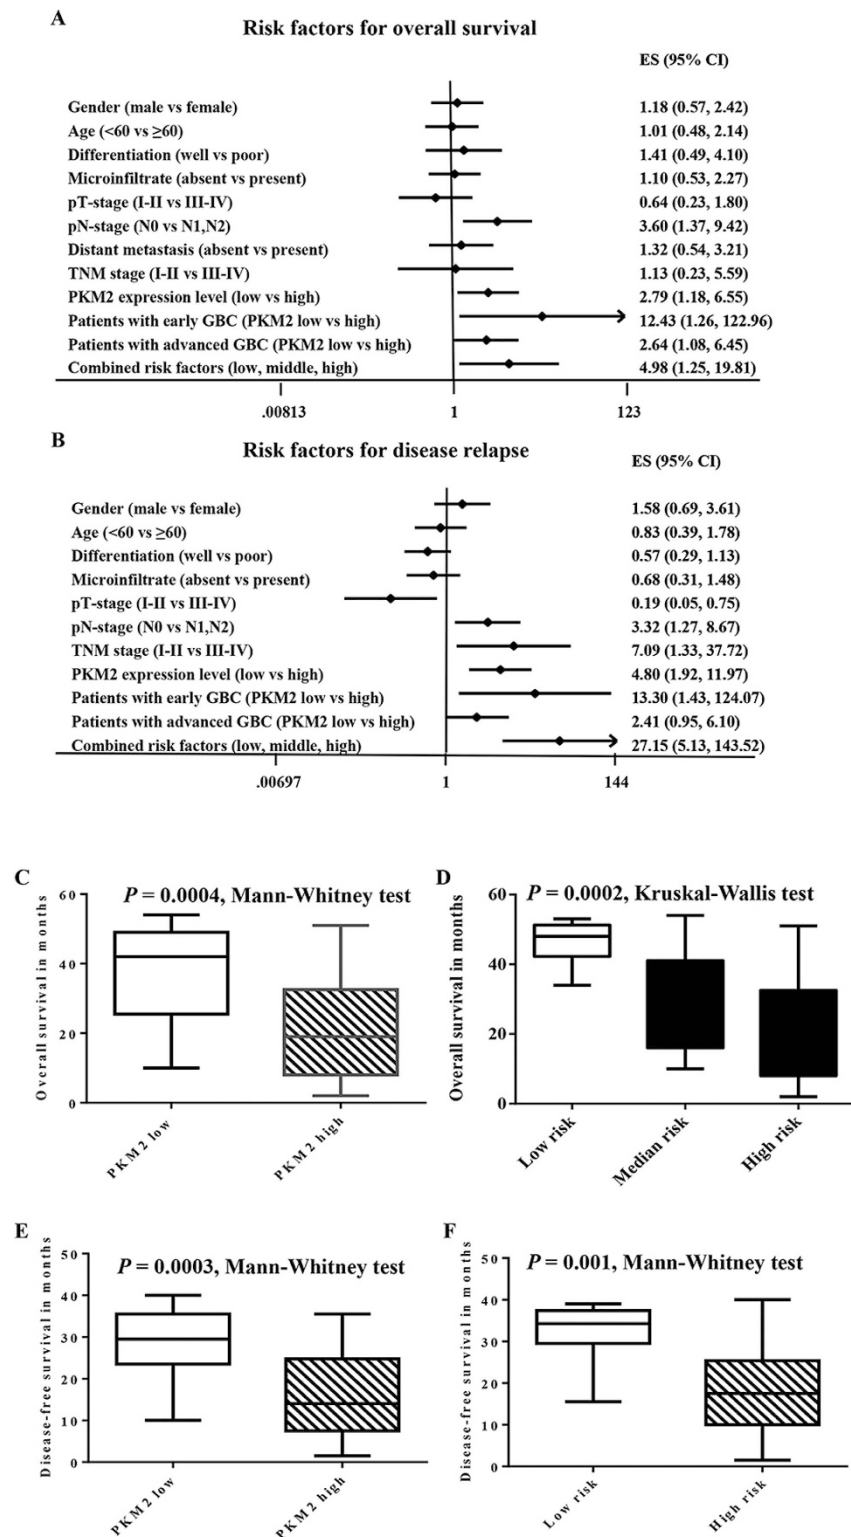 A
Risk factors for overall survival
ES (95% CI)
Gender (male vs female) 1.18 (0.57, 2.42)
Age (<60 vs ≥60) 1.01 (0.48, 2.14)
Differentiation (well vs poor) 1.41 (0.49, 4.10)
Microinfiltrate (absent vs present) 1.10 (0.53, 2.27)
pT-stage (I-II vs III-IV) 0.64 (0.23, 1.80)
pN-stage (N0 vs N1,N2) 3.60 (1.37, 9.42)
Distant metastasis (absent vs present) 1.32 (0.54, 3.21)
TNM stage (I-II vs III-IV) 1.13 (0.23, 5.59)
PKM2 expression level (low vs high) 2.79 (1.18, 6.55)
Patients with early GBC (PKM2 low vs high) 12.43 (1.26, 122.96)
Patients with advanced GBC (PKM2 low vs high) 2.64 (1.08, 6.45)
Combined risk factors (low, middle, high) 4.98 (1.25, 19.81)
.00813 1 123
B
Risk factors for disease relapse
ES (95% CI)
Gender (male vs female) 1.58 (0.69, 3.61)
Age (<60 vs ≥60) 0.83 (0.39, 1.78)
Differentiation (well vs poor) 0.57 (0.29, 1.13)
Microinfiltrate (absent vs present) 0.68 (0.31, 1.48)
pT-stage (I-II vs III-IV) 0.19 (0.05, 0.75)
pN-stage (N0 vs N1,N2) 3.32 (1.27, 8.67)
TNM stage (I-II vs III-IV) 7.09 (1.33, 37.72)
PKM2 expression level (low vs high) 4.80 (1.92, 11.97)
Patients with early GBC (PKM2 low vs high) 13.30 (1.43, 124.07)
Patients with advanced GBC (PKM2 low vs high) 2.41 (0.95, 6.10)
Combined risk factors (low, middle, high) 27.15 (5.13, 143.52)
.00697 1 144
C
P = 0.0004, Mann-Whitney test
Overall survival in months
60
40
20
0
PKM2 low
PKM2 high
D
P = 0.0002, Kruskal-Wallis test
Overall survival in months
60
40
20
0
Low risk
Median risk
High risk
E
P = 0.0003, Mann-Whitney test
Disease-free survival in months
50
40
30
20
10
0
PKM2 low
PKM2 high
F
P = 0.001, Mann-Whitney test
Disease-free survival in months
50
40
30
20
10
0
Low risk
High risk